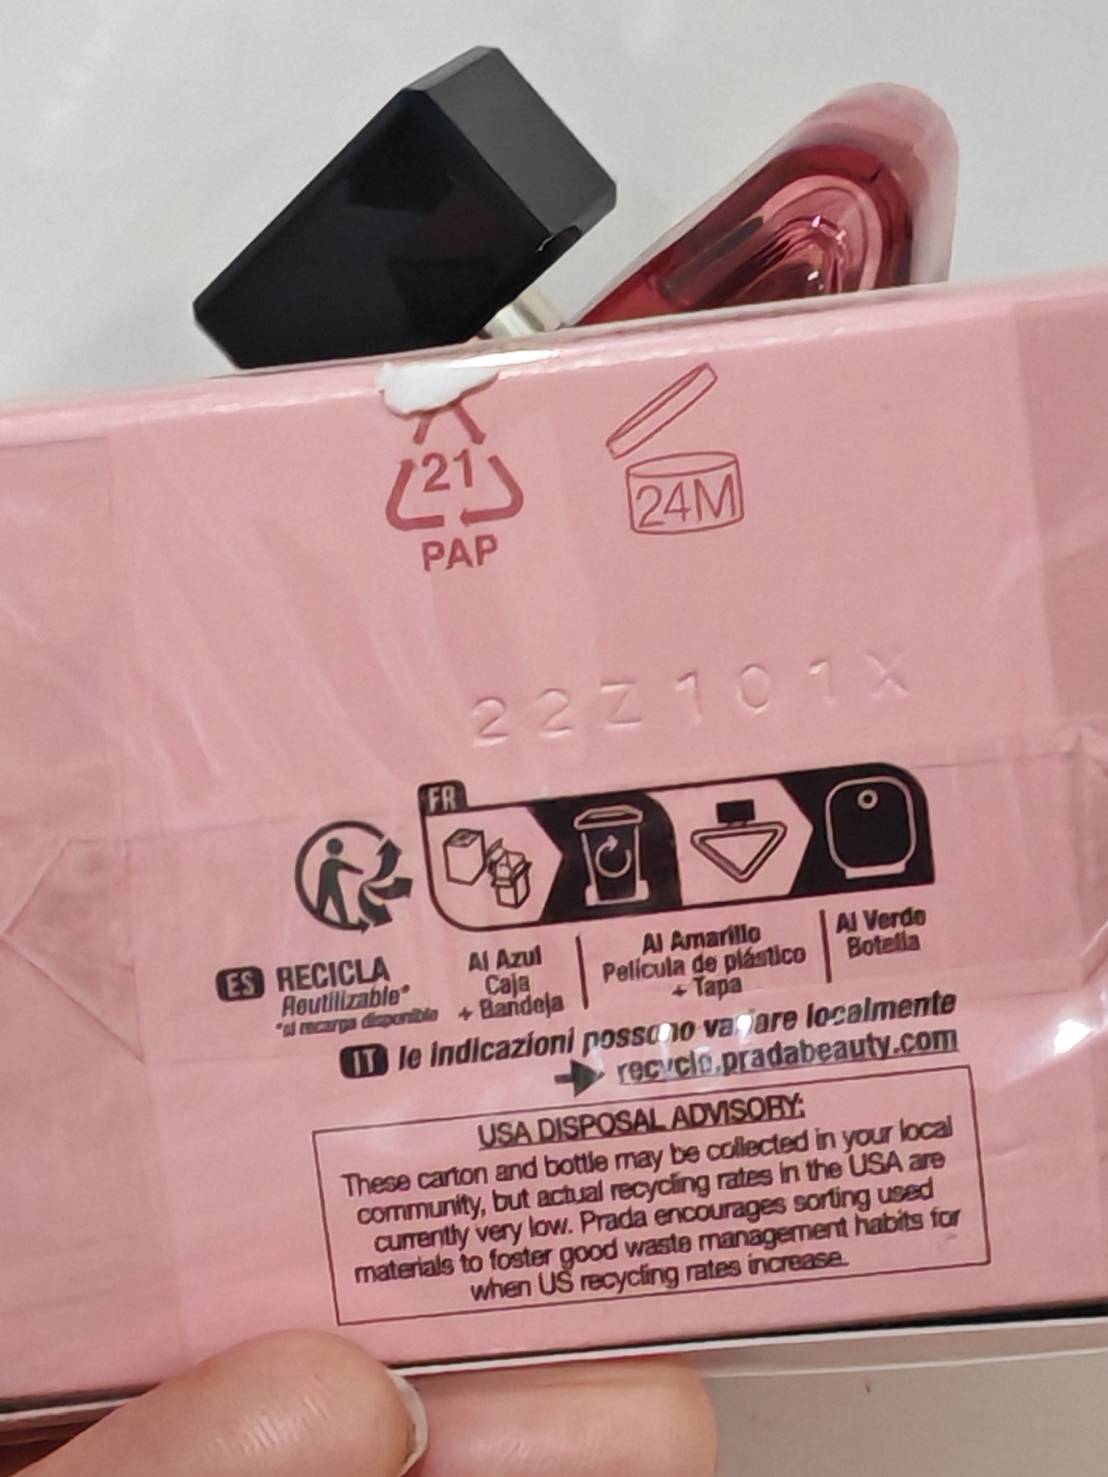 21
PAP
24M
22Z101X
FR
ES RECICLA
Reutilizable*
*si recarga disponible
Al Azul
Caja
+ Bandeja
Al Amarillo
Película de plástico
+ Tapa
Al Verde
Botella
IT le indicazioni possono variare localmente
recycle.pradabeauty.com
USA DISPOSAL ADVISORY:
These carton and bottle may be collected in your local
community, but actual recycling rates in the USA are
currently very low. Prada encourages sorting used
materials to foster good waste management habits for
when US recycling rates increase.